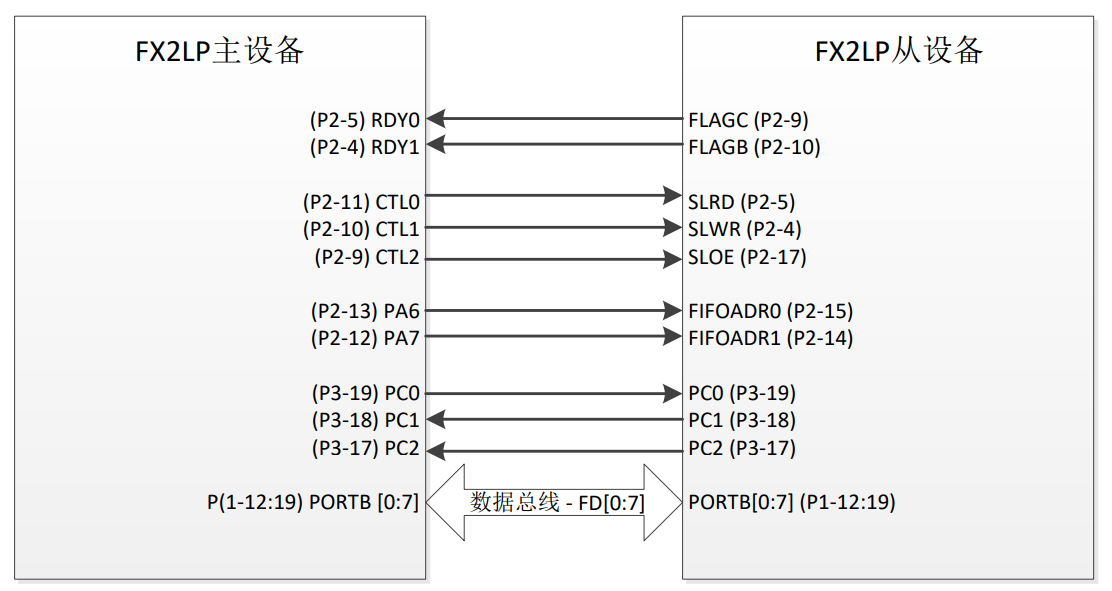 FX2LP主设备
FX2LP从设备
(P2-5) RDY0
FLAGC (P2-9)
(P2-4) RDY1
FLAGB (P2-10)
(P2-11) CTL0
SLRD (P2-5)
(P2-10) CTL1
SLWR (P2-4)
(P2-9) CTL2
SLOE (P2-17)
(P2-13) PA6
FIFOADR0 (P2-15)
(P2-12) PA7
FIFOADR1 (P2-14)
(P3-19) PC0
PC0 (P3-19)
(P3-18) PC1
PC1 (P3-18)
(P3-17) PC2
PC2 (P3-17)
P(1-12:19) PORTB [0:7]
数据总线 - FD[0:7]
PORTB[0:7] (P1-12:19)